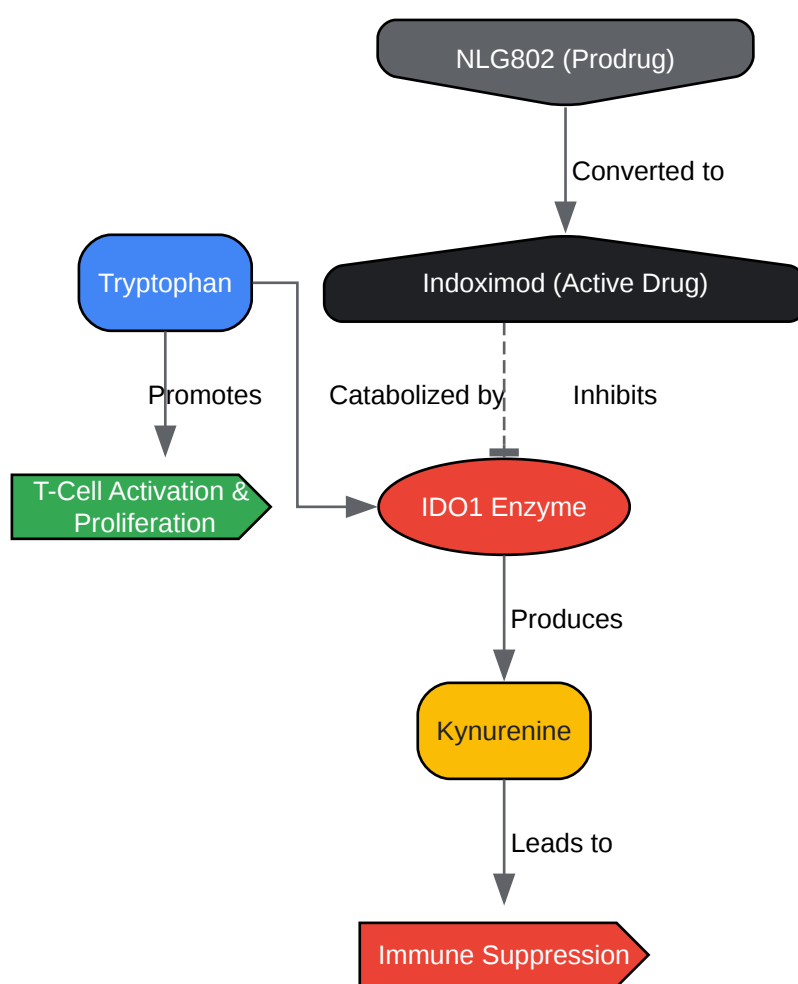 NLG802 (Prodrug)
Converted to
Tryptophan
Indoximod (Active Drug)
Promotes
Catabolized by
Inhibits
T-Cell Activation &
Proliferation
IDO1 Enzyme
Produces
Kynurenine
Leads to
Immune Suppression